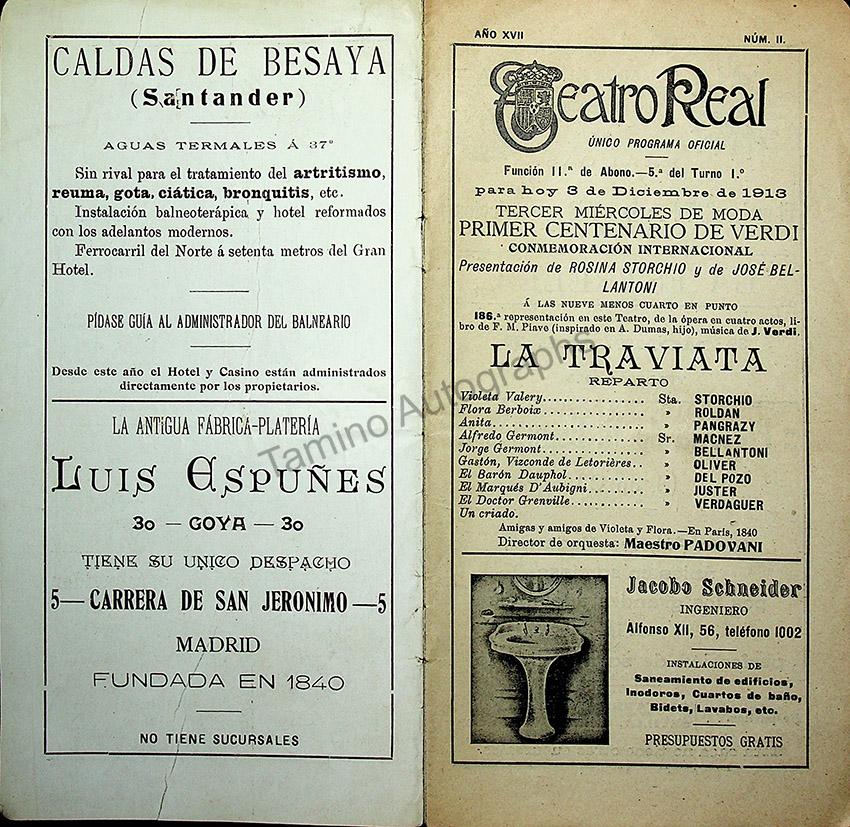 CALDAS DE BESAYA
(Santander)
AGUAS TERMALES Á 37º
Sin rival para el tratamiento del artritismo,
reuma, gota, ciática, bronquitis, etc.
Instalación balneoterápica y hotel reformados
con los adelantos modernos.
Ferrocarril del Norte á setenta metros del Gran
Hotel.
PÍDASE GUÍA AL ADMINISTRADOR DEL BALNEARIO
Desde este año el Hotel y Casino están administrados
directamente por los propietarios.
LA ANTIGUA FÁBRICA-PLATERÍA
LUIS ESPUÑES
30 — GOYA — 30
TIENE SU UNICO DESPACHO
5— CARRERA DE SAN JERONIMO —5
MADRID
FUNDADA EN 1840
NO TIENE SUCURSALES
AÑO XVII
NÚM. II.
Teatro Real
ÚNICO PROGRAMA OFICIAL
Función 11.ª de Abono.—5.ª del Turno 1.º
para hoy 3 de Diciembre de 1913
TERCER MIÉRCOLES DE MODA
PRIMER CENTENARIO DE VERDI
CONMEMORACIÓN INTERNACIONAL
Presentación de ROSINA STORCHIO y de JOSÉ BEL-
LANTONI
Á LAS NUEVE MENOS CUARTO EN PUNTO
186.ª representación en este Teatro, de la ópera en cuatro actos, li-
bro de F. M. Piave (inspirado en A. Dumas, hijo), música de J. Verdi.
LA TRAVIATA
REPARTO
Violeta Valery.................. Sta. STORCHIO
Flora Berboix.................. » ROLDAN
Anita.......................... » PANGRAZY
Alfredo Germont............... Sr. MACNEZ
Jorge Germont................. » BELLANTONI
Gastón, Vizconde de Letorières.. » OLIVER
El Barón Dauphol.............. » DEL POZO
El Marqués D'Aubigni.......... » JUSTER
El Doctor Grenville............ » VERDAGUER
Un criado.
Amigas y amigos de Violeta y Flora.—En París, 1840
Director de orquesta: Maestro PADOVANI
Jacobo Schneider
INGENIERO
Alfonso XII, 56, teléfono 1002
INSTALACIONES DE
Saneamiento de edificios,
Inodoros, Cuartos de baño,
Bidets, Lavabos, etc.
PRESUPUESTOS GRATIS
Tamino Autographs